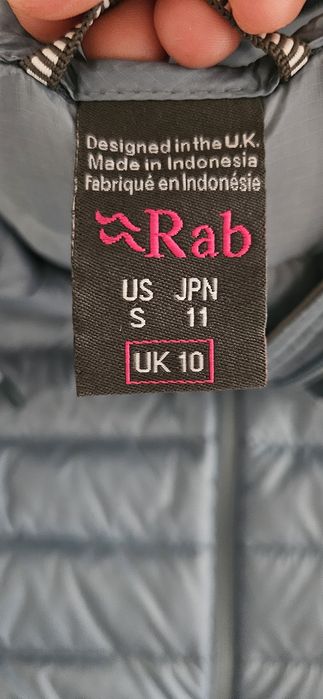 Designed in the U.K.
Made in Indonesia
Fabriqué en Indonésie
Rab
US JPN
S 11
UK 10